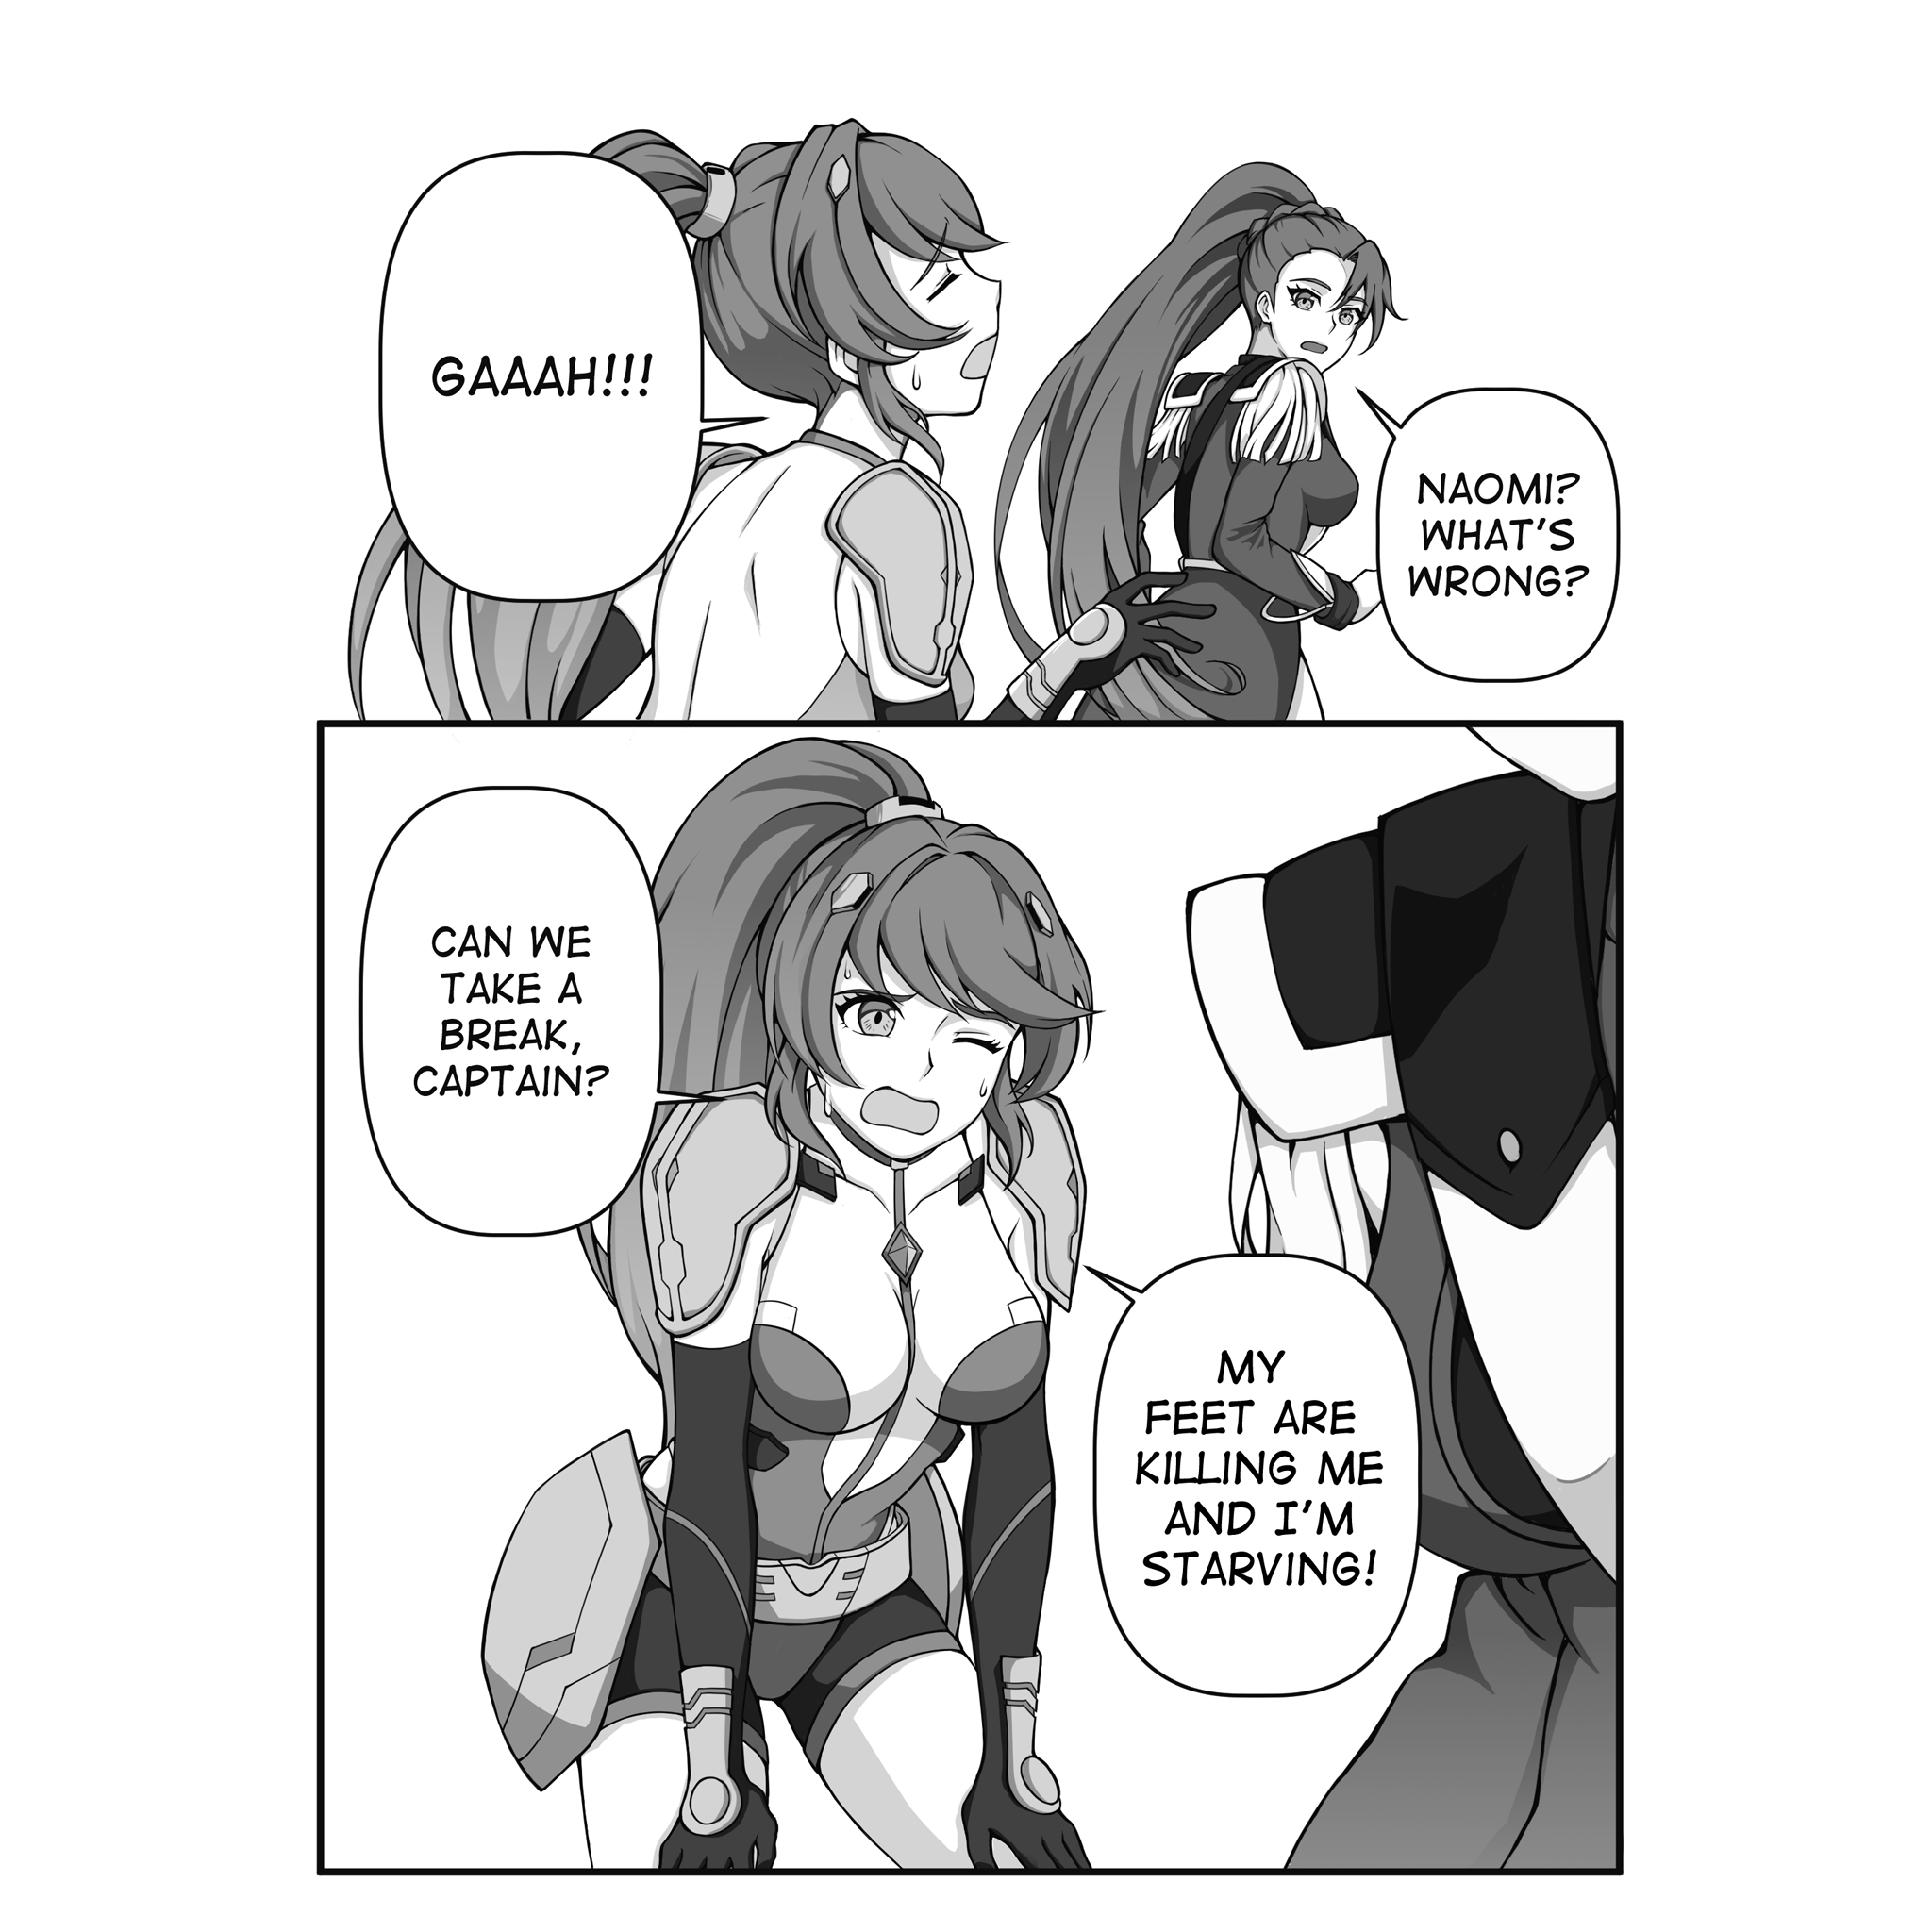 GAAAH!!!
NAOMI?
WHAT'S
WRONG?
CAN WE
TAKE A
BREAK,
CAPTAIN?
MY
FEET ARE
KILLING ME
AND I'M
STARVING!